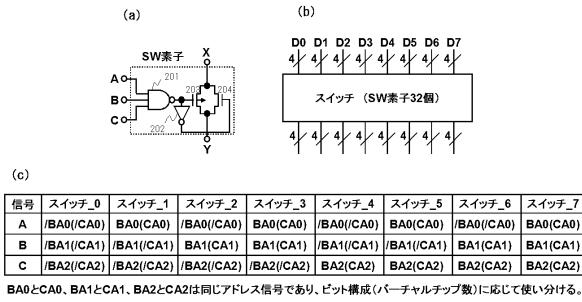 (a)
SW素子
X
A
B
C
201
202
203
204
Y
(b)
D0 D1 D2 D3 D4 D5 D6 D7
4 4 4 4 4 4 4 4
スイッチ (SW素子32個)
4 4 4 4 4 4 4 4
(c)
信号 スイッチ_0 スイッチ_1 スイッチ_2 スイッチ_3 スイッチ_4 スイッチ_5 スイッチ_6 スイッチ_7
A /BA0(/CA0) BA0(CA0) /BA0(/CA0) BA0(CA0) /BA0(/CA0) BA0(CA0) /BA0(/CA0) BA0(CA0)
B /BA1(/CA1) /BA1(/CA1) BA1(CA1) BA1(CA1) /BA1(/CA1) /BA1(/CA1) BA1(CA1) BA1(CA1)
C /BA2(/CA2) /BA2(/CA2) /BA2(/CA2) /BA2(/CA2) BA2(CA2) BA2(CA2) BA2(CA2) BA2(CA2)
BA0とCA0、BA1とCA1、BA2とCA2は同じアドレス信号であり、ビット構成(バーチャルチップ数)に応じて使い分ける。